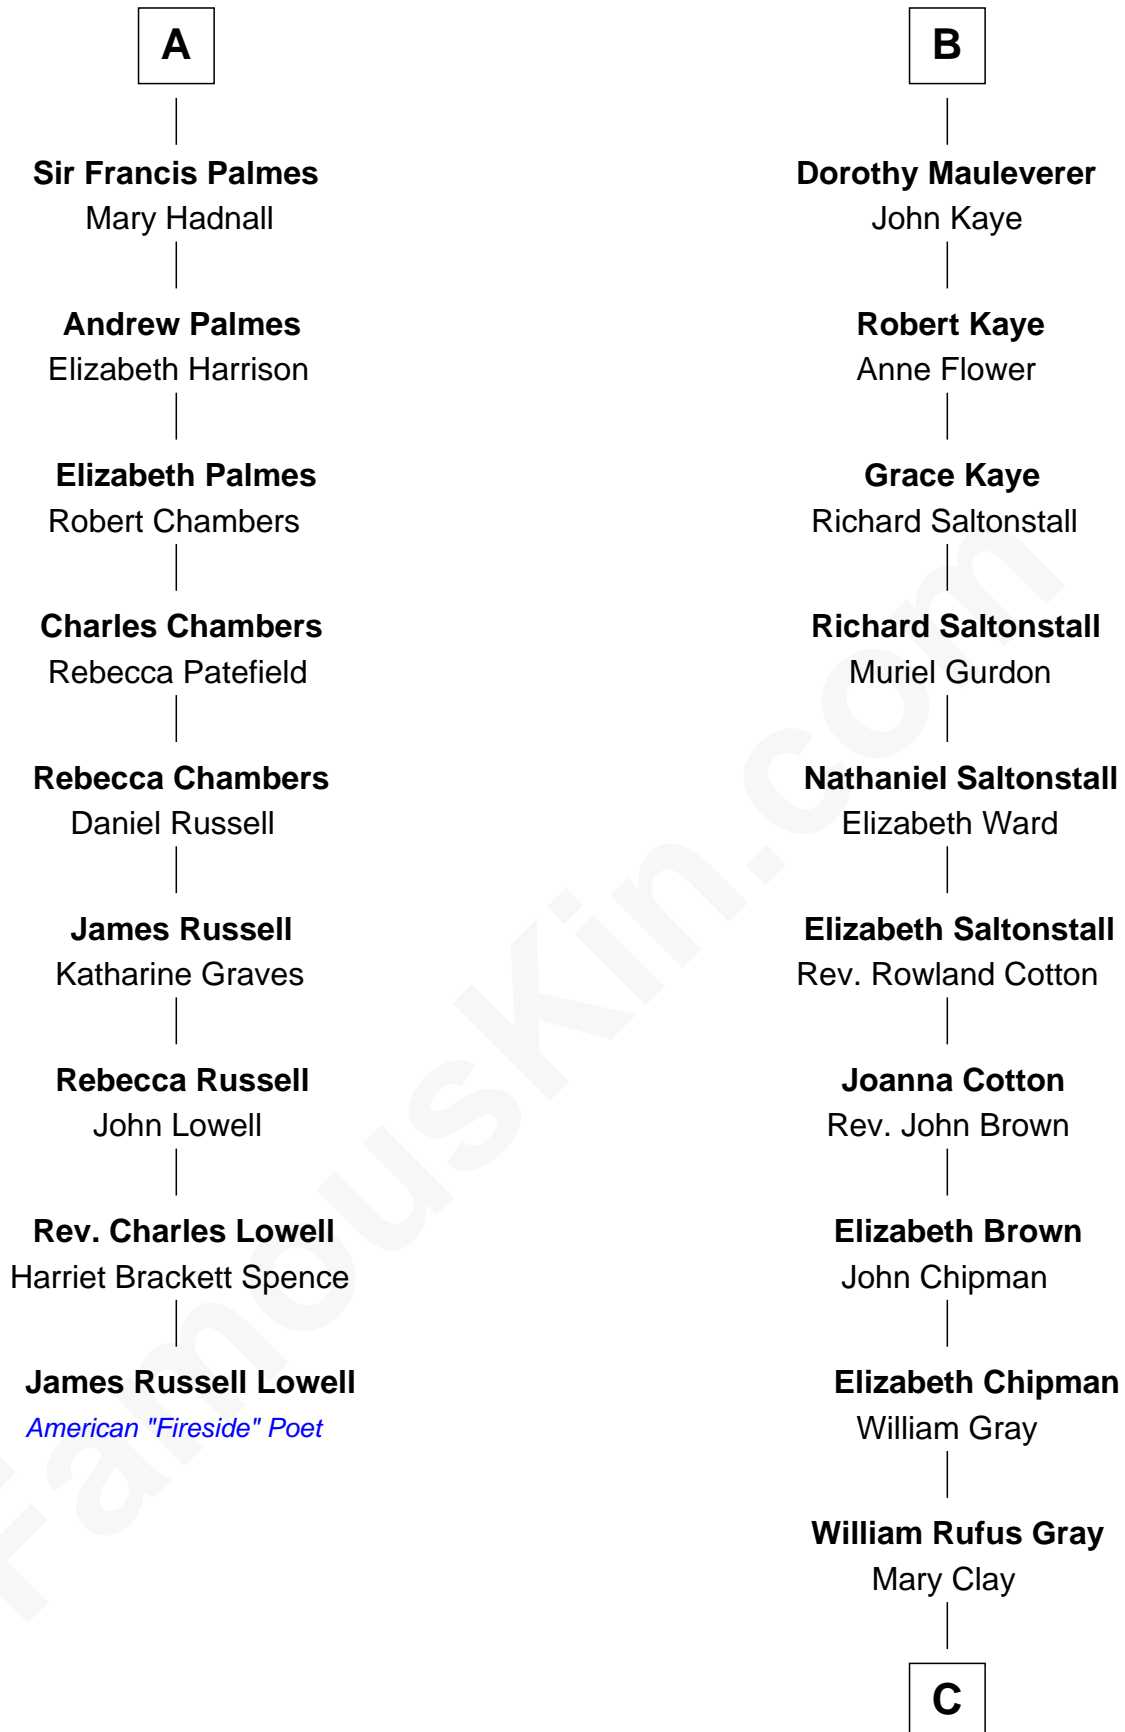 A
Sir Francis Palmes
Mary Hadnall
Andrew Palmes
Elizabeth Harrison
Elizabeth Palmes
Robert Chambers
Charles Chambers
Rebecca Patefield
Rebecca Chambers
Daniel Russell
James Russell
Katharine Graves
Rebecca Russell
John Lowell
Rev. Charles Lowell
Harriet Brackett Spence
James Russell Lowell
American "Fireside" Poet
B
Dorothy Mauleverer
John Kaye
Robert Kaye
Anne Flower
Grace Kaye
Richard Saltonstall
Richard Saltonstall
Muriel Gurdon
Nathaniel Saltonstall
Elizabeth Ward
Elizabeth Saltonstall
Rev. Rowland Cotton
Joanna Cotton
Rev. John Brown
Elizabeth Brown
John Chipman
Elizabeth Chipman
William Gray
William Rufus Gray
Mary Clay
C
FamousKin.com